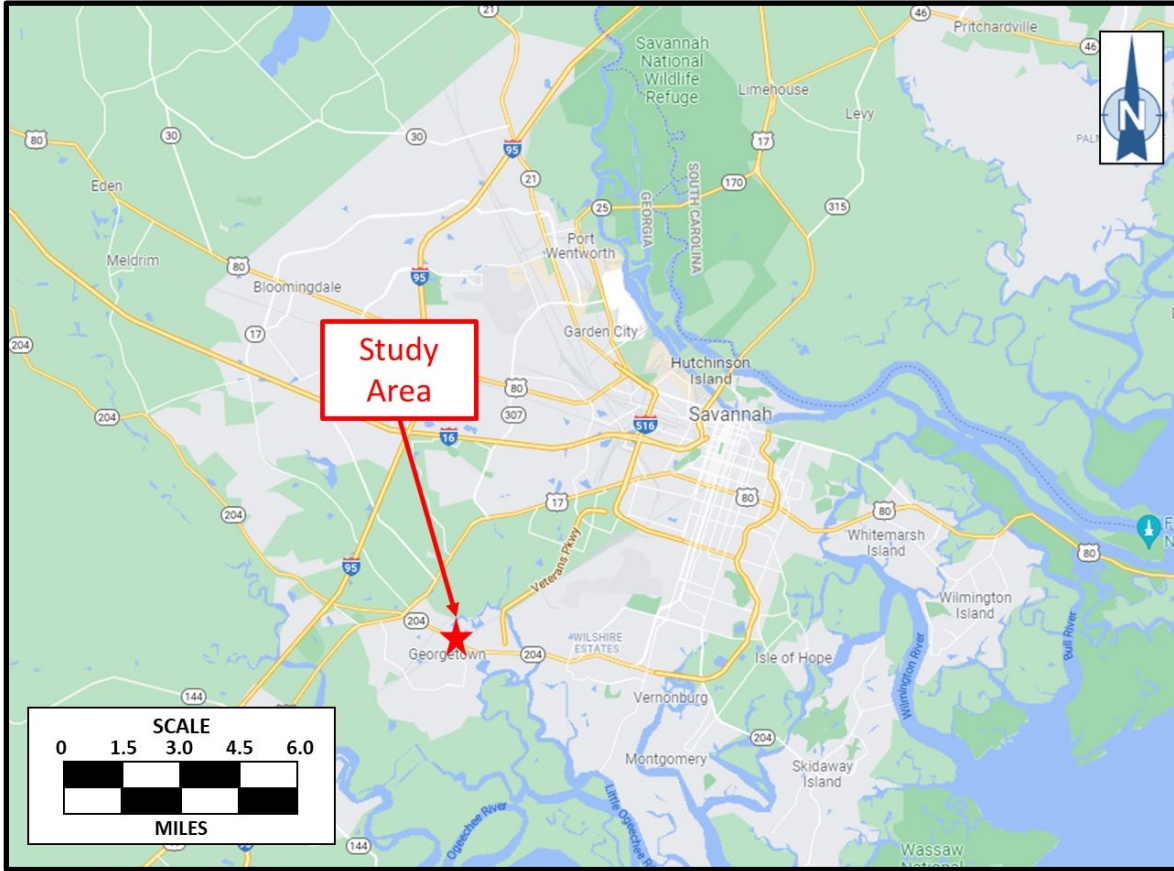 21
46
Pritchardville
46
Savannah
National
Wildlife
Refuge
N
Limehouse
Levy
30
30
80
95
17
21
Eden
170
315
GEORGIA
SOUTH CAROLINA
25
Port
Wentworth
Meldrim
80
95
Bloomingdale
17
Garden City
204
Study
Area
Hutchinson
Island
80
307
204
Savannah
516
16
17
80
80
204
Whitemarsh
Island
80
Veterans Pkwy
95
Wilmington
Island
204
Georgetown
204
WILSHIRE
ESTATES
Isle of Hope
Bull River
Wilmington River
144
Vernonburg
204
Montgomery
Skidaway
Island
SCALE
0 1.5 3.0 4.5 6.0
MILES
Ogeechee River
Little Ogeechee
144
Wassaw
National